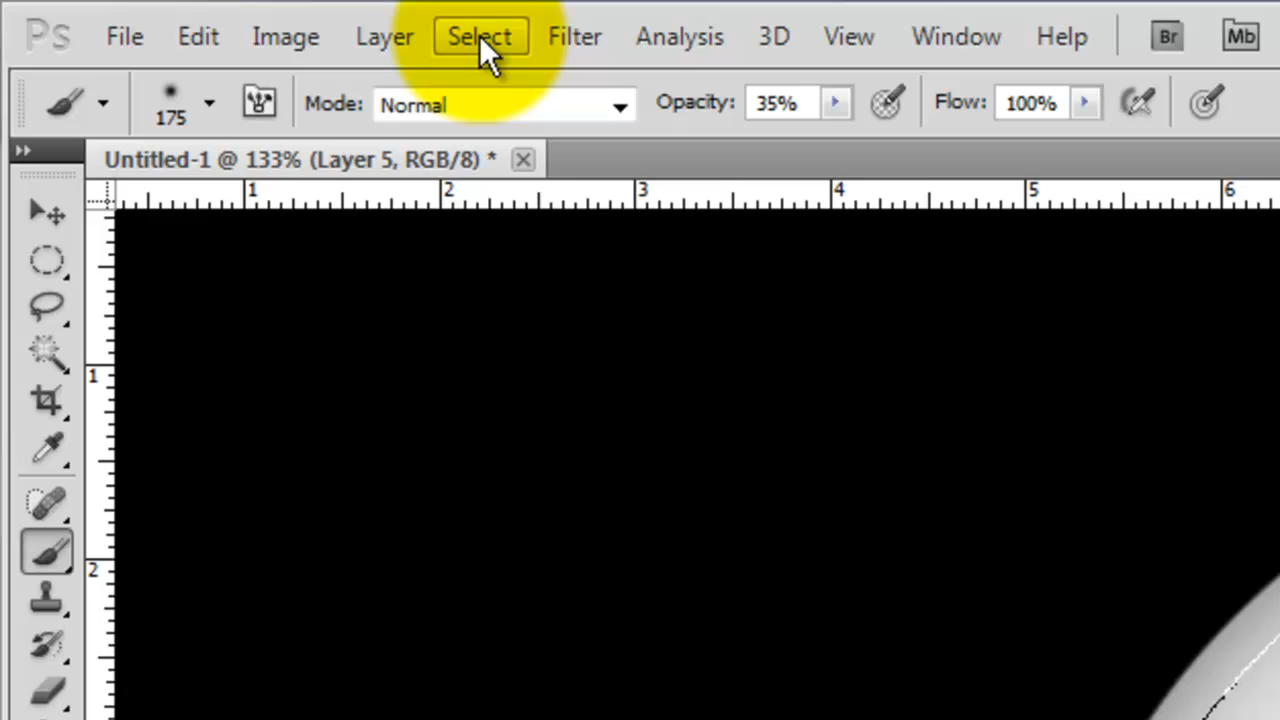 Ps File Edit Image Layer Select Filter Analysis 3D View Window Help Br Mb
175 Mode: Normal Opacity: 35% Flow: 100%
Untitled-1 @ 133% (Layer 5, RGB/8) *
1 2 3 4 5 6
1
2